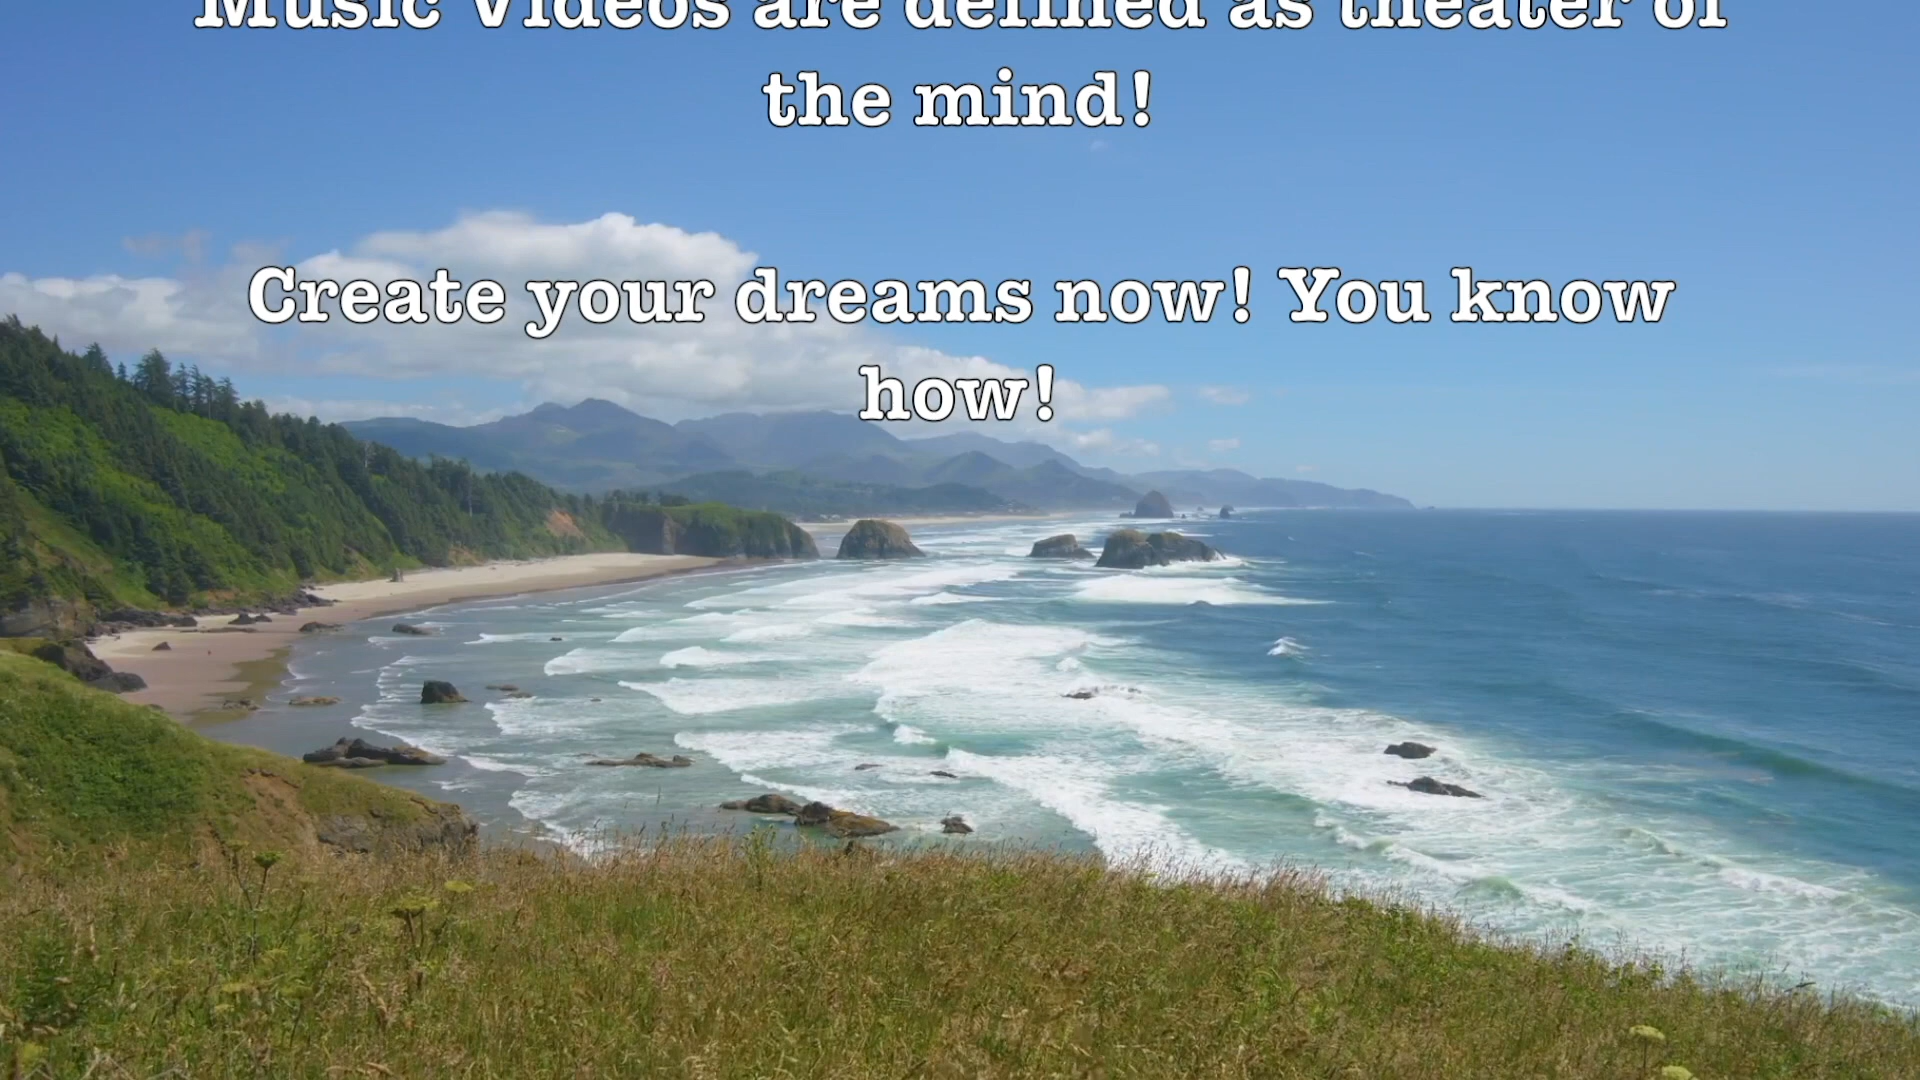 Music Videos are defined as theater of
the mind!
Create your dreams now! You know
how!